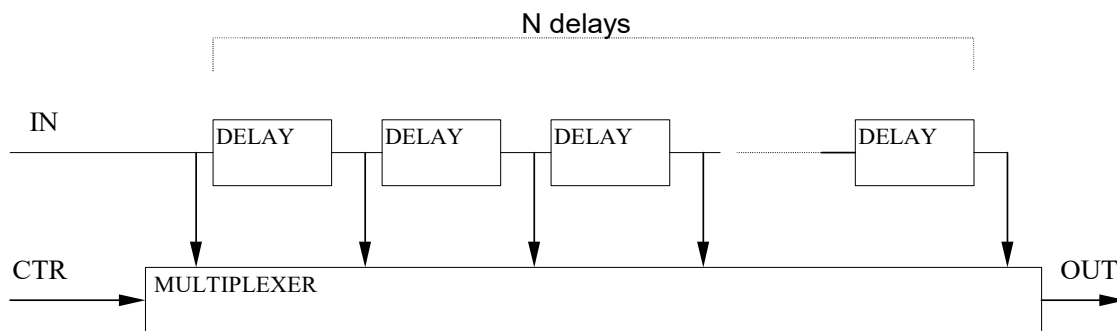 N delays
IN
DELAY
DELAY
DELAY
DELAY
CTR
MULTIPLEXER
OUT